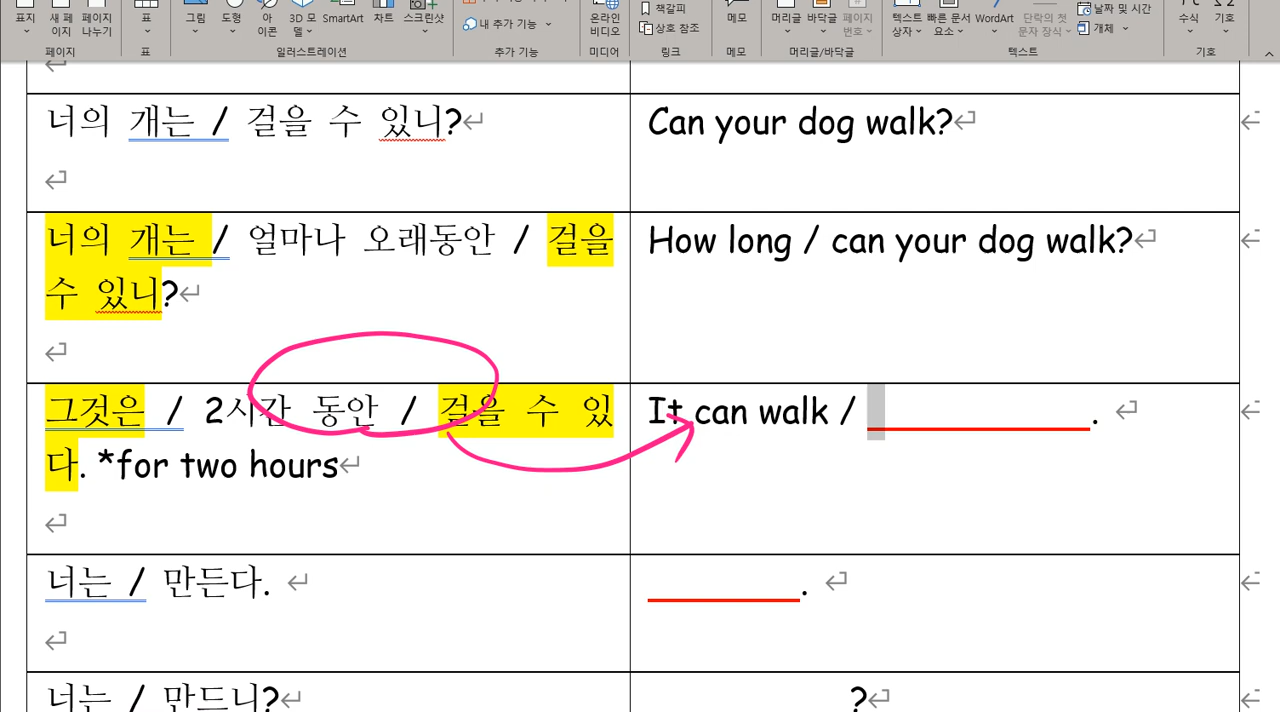 표지 새 페이지 페이지 나누기
표
그림 도형 아이콘 3D 모델 SmartArt 차트 스크린샷
내 추가 기능
온라인 비디오
책갈피
상호 참조
메모
머리글 바닥글 페이지 번호
텍스트 상자 빠른 문서 요소 WordArt 단락의 첫 문자 장식
날짜 및 시간
개체
수식 기호
페이지 표 일러스트레이션 추가 기능 미디어 링크 메모 머리글/바닥글 텍스트 기호
너의 개는 / 걸을 수 있니?
Can your dog walk?
너의 개는 / 얼마나 오래동안 / 걸을
수 있니?
How long / can your dog walk?
그것은 / 2시간 동안 / 걸을 수 있
다. *for two hours
It can walk / ____________.
너는 / 만든다.
________.
너는 / 만드니?
?